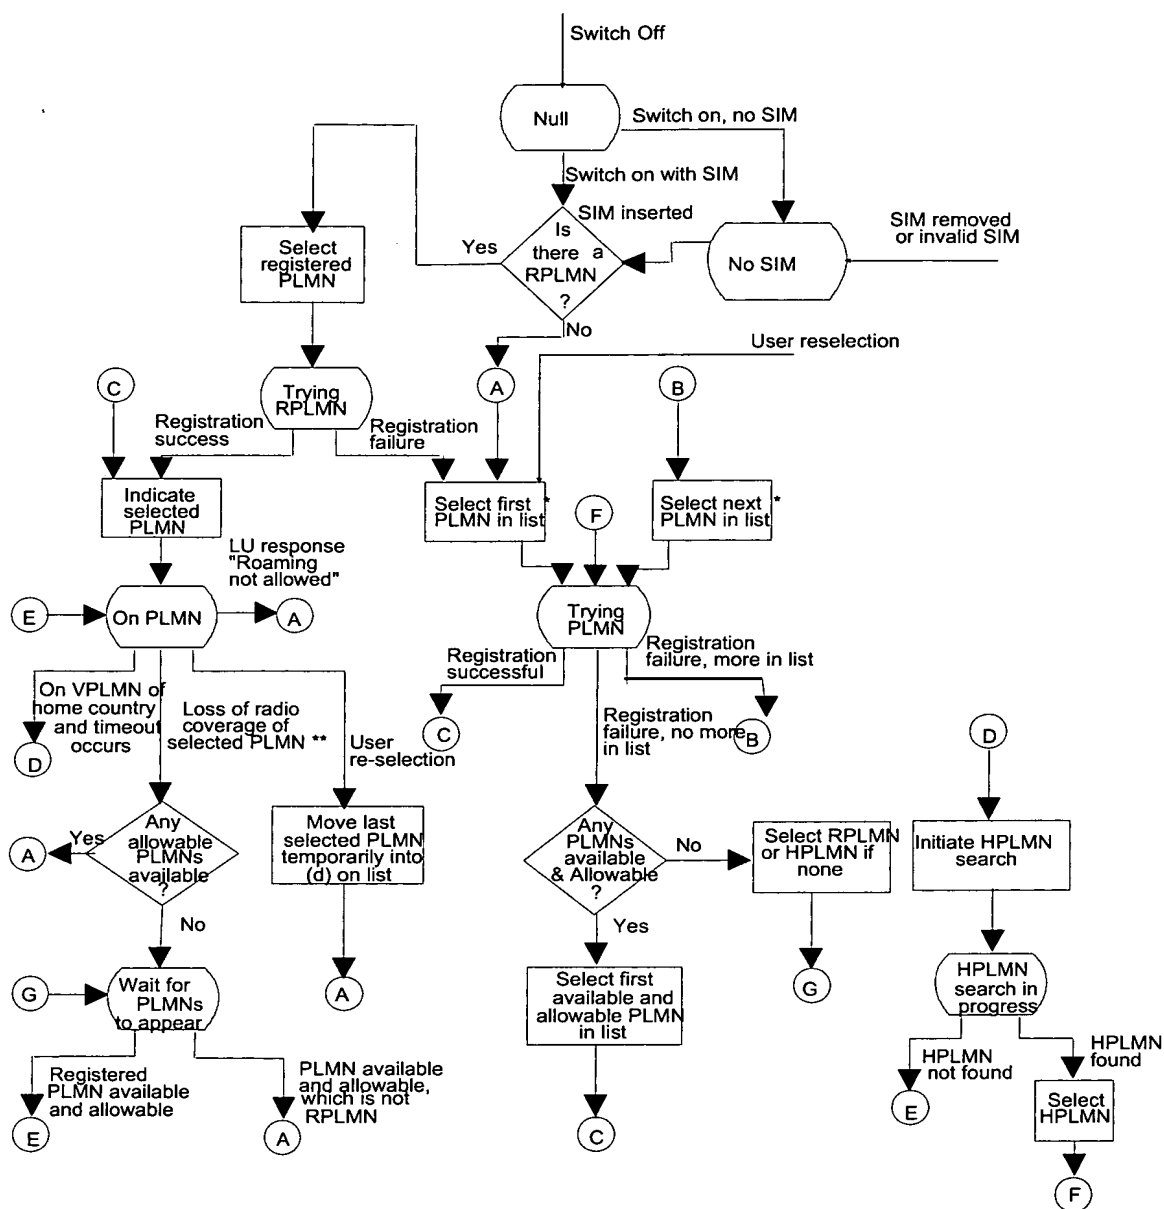 Switch Off
Null
Switch on, no SIM
Switch on with SIM
SIM inserted
SIM removed
or invalid SIM
Yes
Is
there a
RPLMN
?
No SIM
Select
registered
PLMN
No
User reselection
C
Trying
RPLMN
A
B
Registration
success
Registration
failure
Indicate
selected
PLMN
Select first *
PLMN in list
F
Select next *
PLMN in list
LU response
"Roaming
not allowed"
E
On PLMN
A
Trying
PLMN
Registration
successful
Registration
failure, more in list
On VPLMN of
home country
and timeout
occurs
Loss of radio
coverage of
selected PLMN **
User
re-selection
Registration
failure, no more
in list
D
C
B
D
Any
allowable
PLMNs
available
?
Yes
A
Move last
selected PLMN
temporarily into
(d) on list
Any
PLMNs
available
& Allowable
?
No
Select RPLMN
or HPLMN if
none
Initiate HPLMN
search
No
Yes
G
Wait for
PLMNs
to appear
A
Select first
available and
allowable PLMN
in list
G
HPLMN
search in
progress
Registered
PLMN available
and allowable
PLMN available
and allowable,
which is not
RPLMN
HPLMN
not found
HPLMN
found
E
A
C
E
Select
HPLMN
F